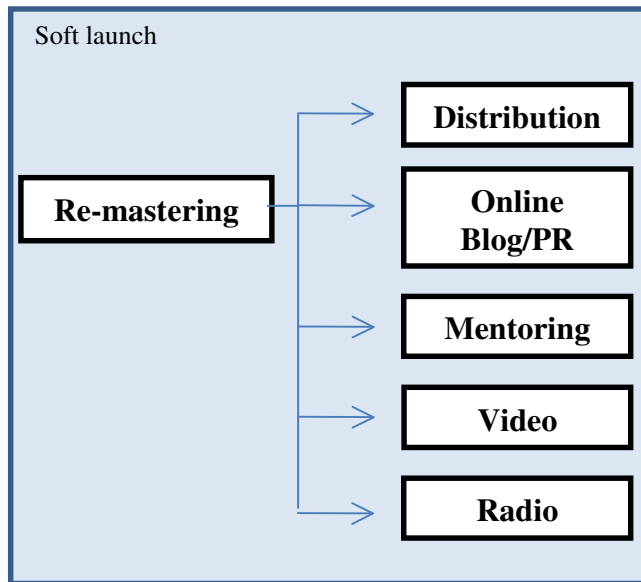 Soft launch
Distribution
Re-mastering
Online
Blog/PR
Mentoring
Video
Radio